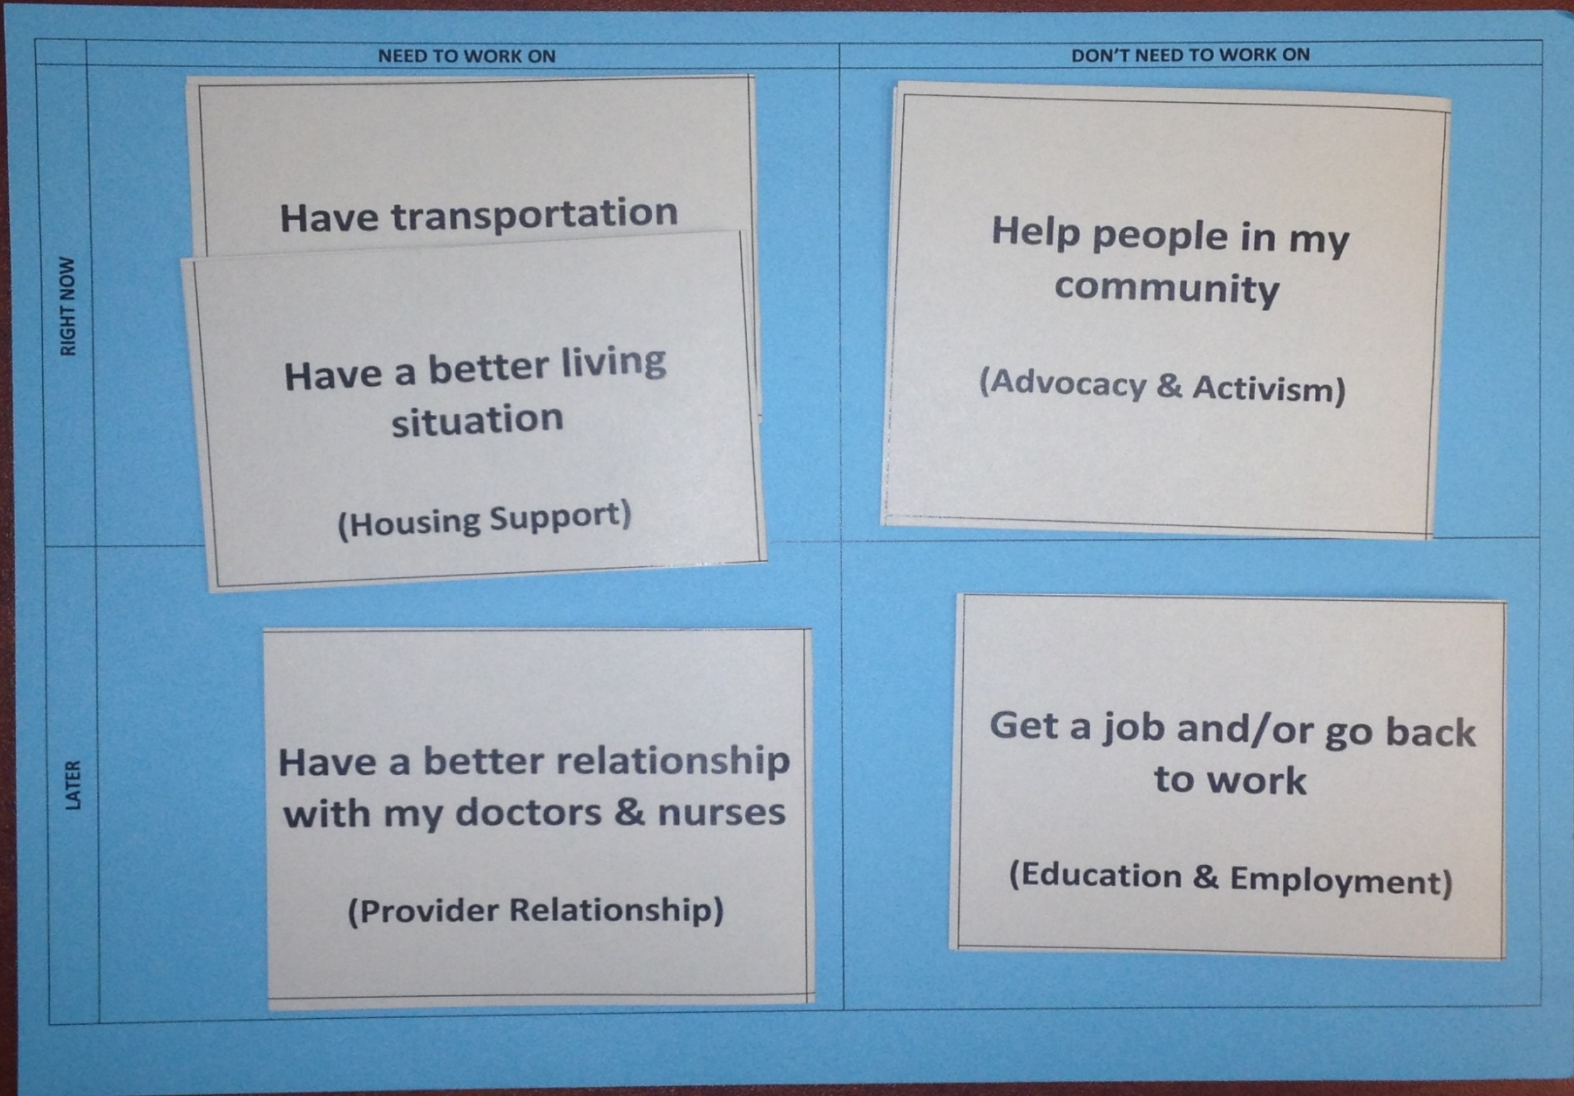 NEED TO WORK ON
DON'T NEED TO WORK ON
RIGHT NOW
Have transportation
Have a better living
situation
(Housing Support)
Help people in my
community
(Advocacy & Activism)
LATER
Have a better relationship
with my doctors & nurses
(Provider Relationship)
Get a job and/or go back
to work
(Education & Employment)